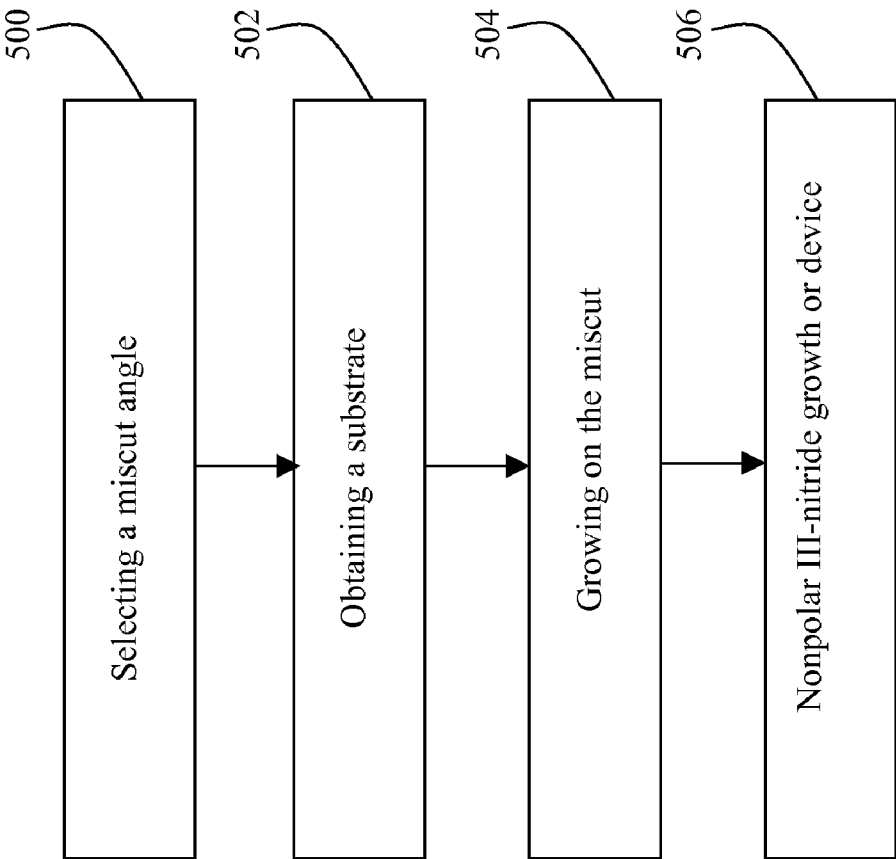 500
Selecting a miscut angle
502
Obtaining a substrate
504
Growing on the miscut
506
Nonpolar III-nitride growth or device